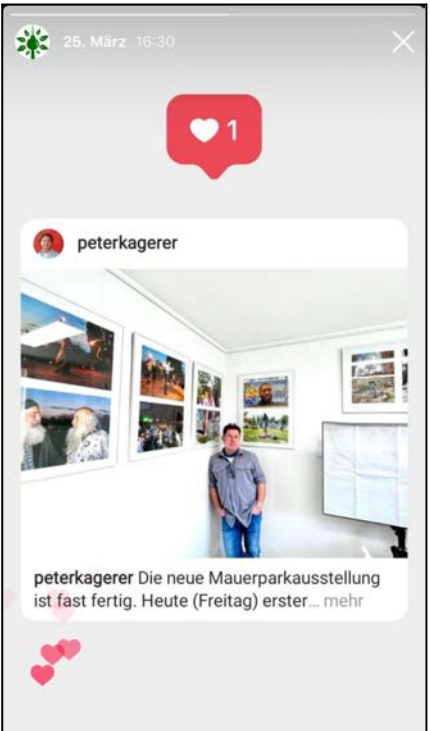 25. März 16:30
1
peterkagerer
peterkagerer Die neue Mauerparkausstellung
ist fast fertig. Heute (Freitag) erster... mehr